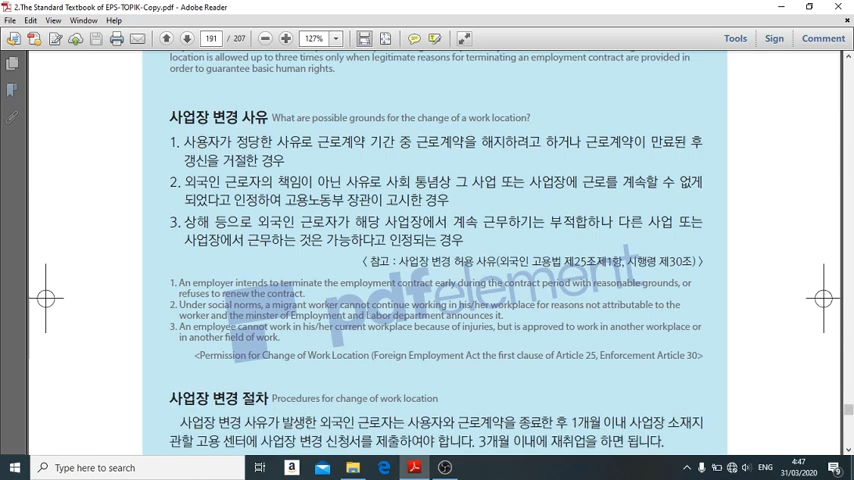 2.The Standard Textbook of EPS-TOPIK-Copy.pdf - Adobe Reader
File Edit View Window Help
191 / 207 127% Tools Sign Comment
location is allowed up to three times only when legitimate reasons for terminating an employment contract are provided in
order to guarantee basic human rights.
사업장 변경 사유 What are possible grounds for the change of a work location?
1. 사용자가 정당한 사유로 근로계약 기간 중 근로계약을 해지하려고 하거나 근로계약이 만료된 후
갱신을 거절한 경우
2. 외국인 근로자의 책임이 아닌 사유로 사회 통념상 그 사업 또는 사업장에 근로를 계속할 수 없게
되었다고 인정하여 고용노동부 장관이 고시한 경우
3. 상해 등으로 외국인 근로자가 해당 사업장에서 계속 근무하기는 부적합하나 다른 사업 또는
사업장에서 근무하는 것은 가능하다고 인정되는 경우
〈 참고 : 사업장 변경 허용 사유(외국인 고용법 제25조제1항, 시행령 제30조) 〉
1. An employer intends to terminate the employment contract early during the contract period with reasonable grounds, or
refuses to renew the contract.
2. Under social norms, a migrant worker cannot continue working in his/her workplace for reasons not attributable to the
worker and the minster of Employment and Labor department announces it.
3. An employee cannot work in his/her current workplace because of injuries, but is approved to work in another workplace or
in another field of work.
<Permission for Change of Work Location (Foreign Employment Act the first clause of Article 25, Enforcement Article 30>
pdfelement
사업장 변경 절차 Procedures for change of work location
사업장 변경 사유가 발생한 외국인 근로자는 사용자와 근로계약을 종료한 후 1개월 이내 사업장 소재지
관할 고용 센터에 사업장 변경 신청서를 제출하여야 합니다. 3개월 이내에 재취업을 하면 됩니다.
Type here to search
ENG
4:47
31/03/2020